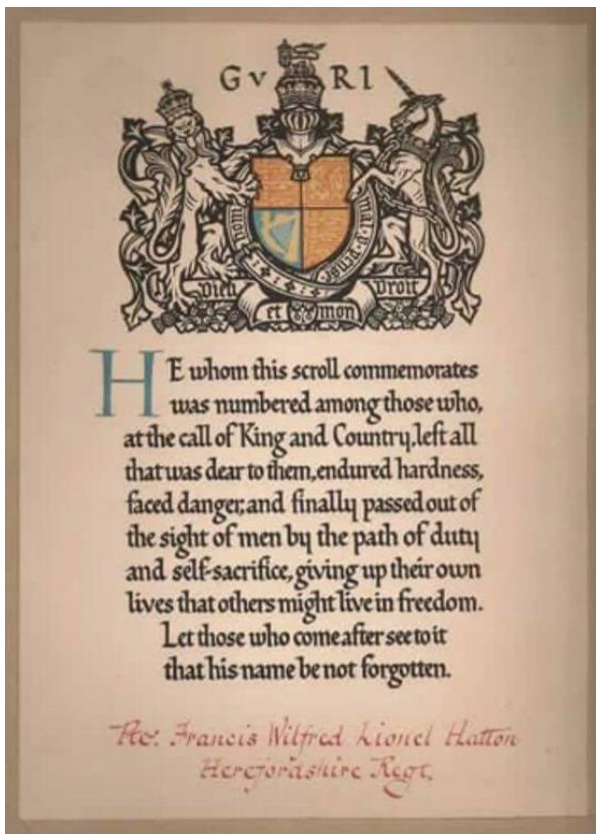 GV RI
Honi
mal · y · pense
Dieu et mon Droit
HE whom this scroll commemorates
was numbered among those who,
at the call of King and Country, left all
that was dear to them, endured hardness,
faced danger, and finally passed out of
the sight of men by the path of duty
and self-sacrifice, giving up their own
lives that others might live in freedom.
Let those who come after see to it
that his name be not forgotten.
Pte. Francis Wilfred Lionel Hatton
Herefordshire Regt.